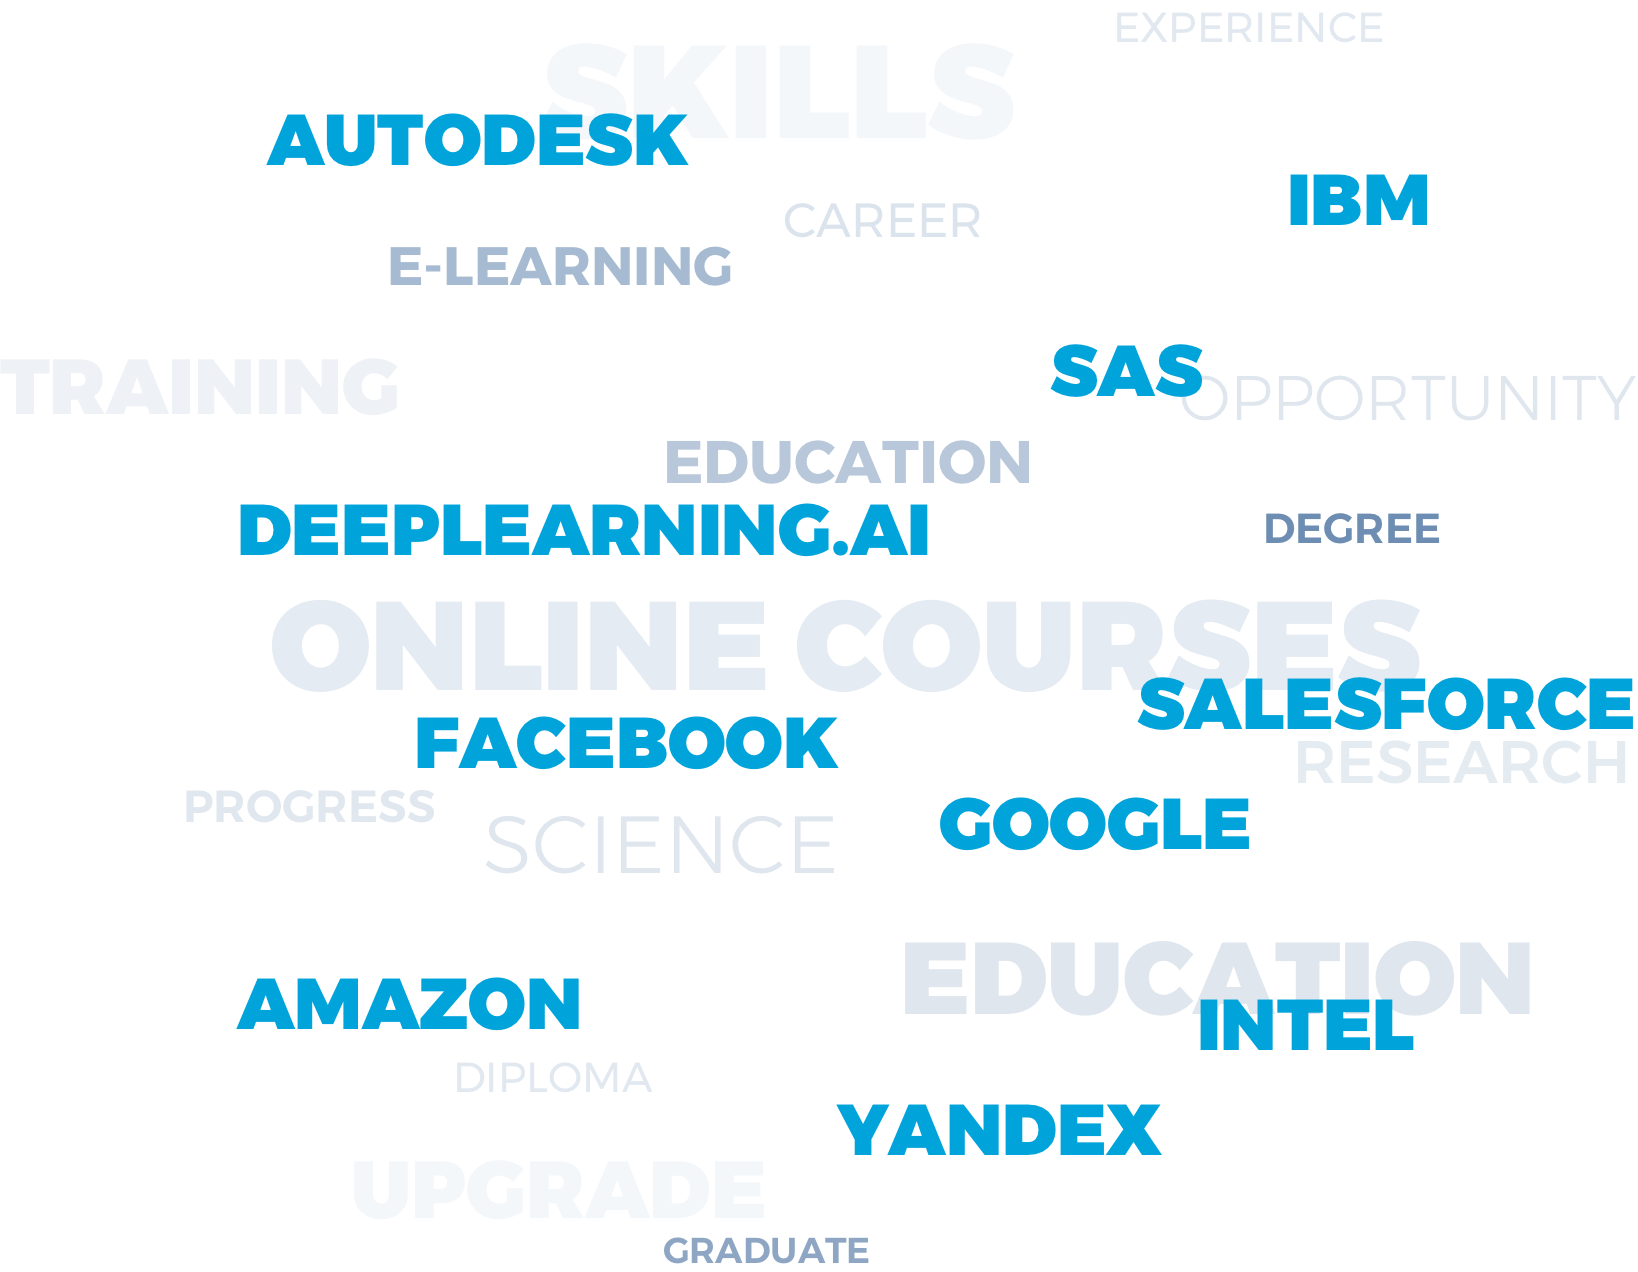 EXPERIENCE
SKILLS
AUTODESK
IBM
CAREER
E-LEARNING
SAS
TRAINING
OPPORTUNITY
EDUCATION
DEEPLEARNING.AI
DEGREE
ONLINE COURSES
SALESFORCE
FACEBOOK
RESEARCH
PROGRESS
GOOGLE
SCIENCE
EDUCATION
AMAZON
INTEL
DIPLOMA
YANDEX
UPGRADE
GRADUATE